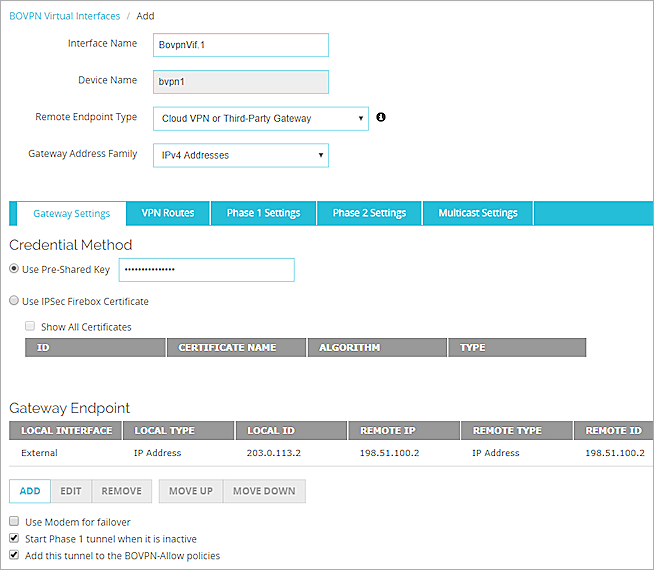 BOVPN Virtual Interfaces / Add
Interface Name BovpnVif.1
Device Name bvpn1
Remote Endpoint Type Cloud VPN or Third-Party Gateway
Gateway Address Family IPv4 Addresses
Gateway Settings VPN Routes Phase 1 Settings Phase 2 Settings Multicast Settings
Credential Method
Use Pre-Shared Key •••••••••••••••
Use IPSec Firebox Certificate
Show All Certificates
ID CERTIFICATE NAME ALGORITHM TYPE
Gateway Endpoint
LOCAL INTERFACE LOCAL TYPE LOCAL ID REMOTE IP REMOTE TYPE REMOTE ID
External IP Address 203.0.113.2 198.51.100.2 IP Address 198.51.100.2
ADD EDIT REMOVE MOVE UP MOVE DOWN
Use Modem for failover
Start Phase 1 tunnel when it is inactive
Add this tunnel to the BOVPN-Allow policies